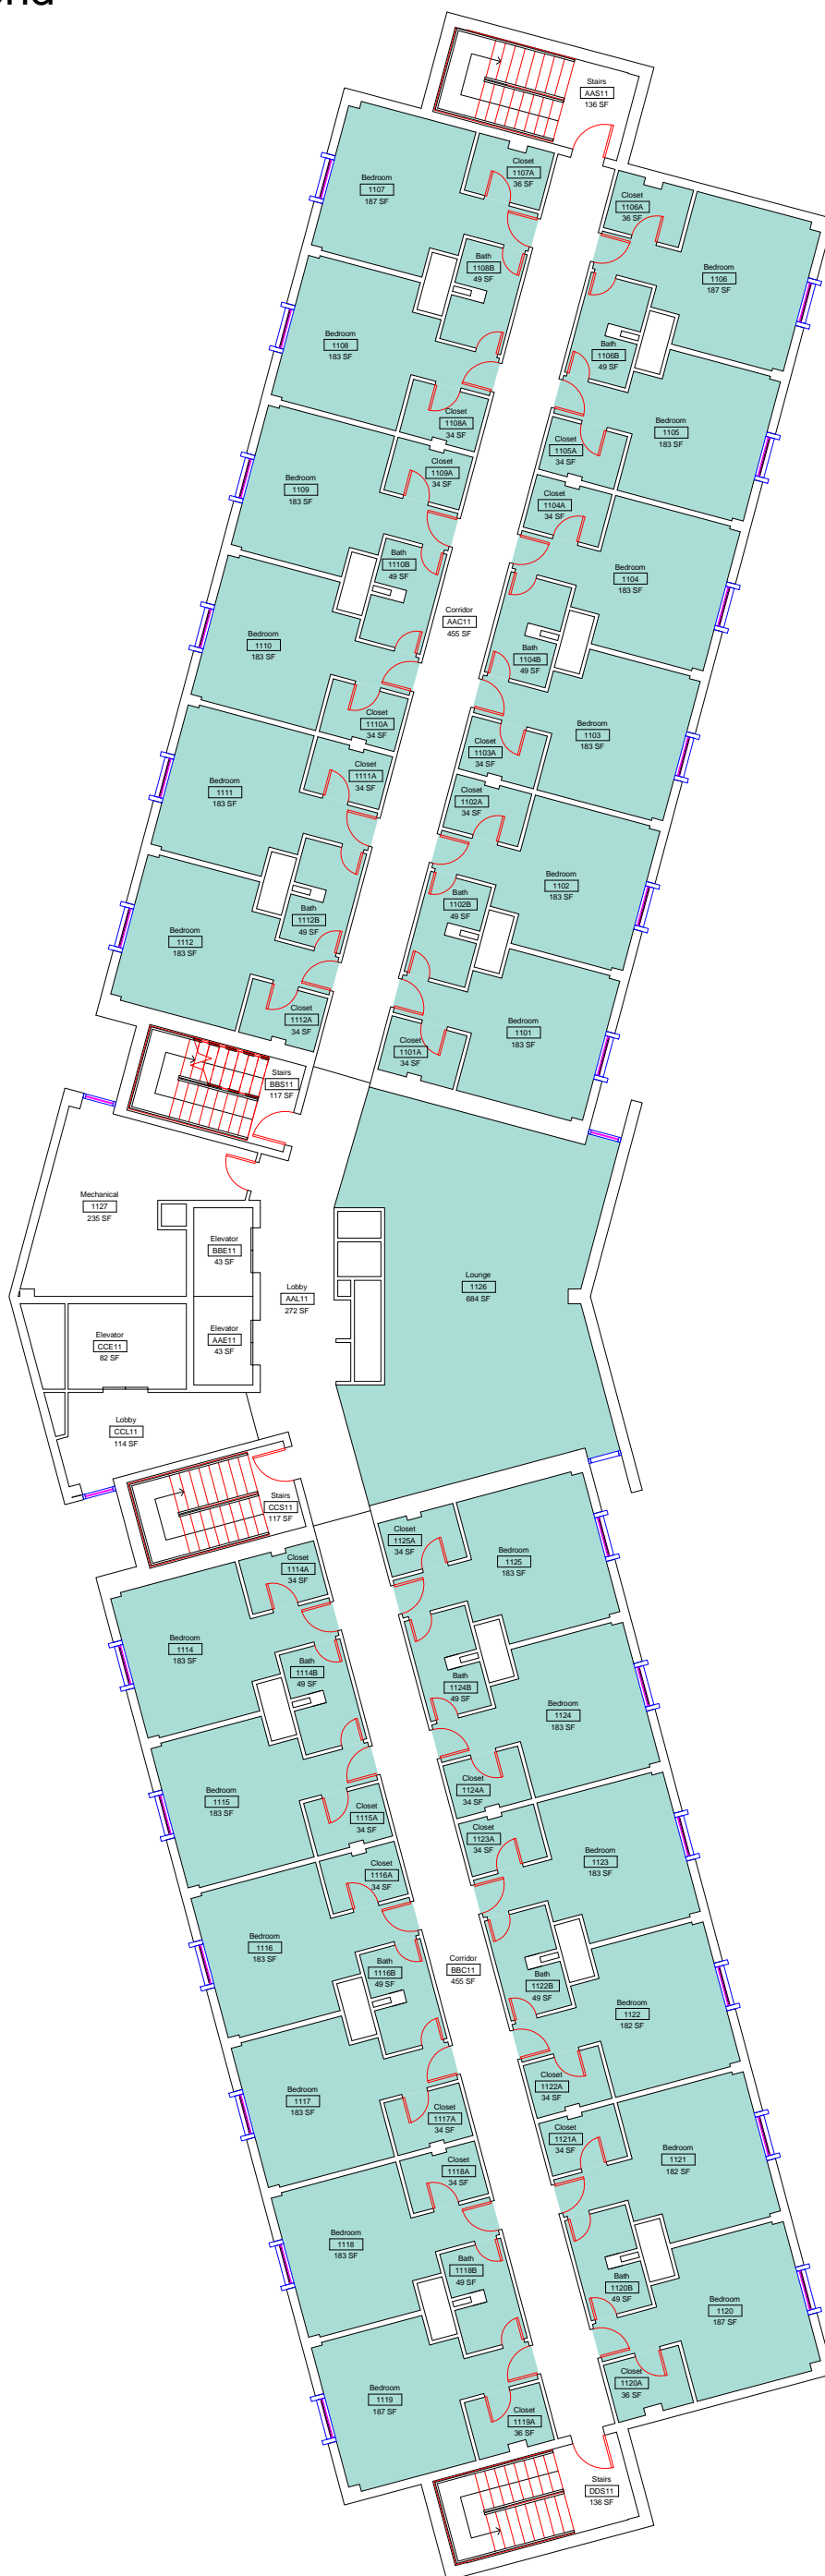 Stairs
AAS11
136 SF
Closet
1107A
36 SF
Bedroom
1107
187 SF
Closet
1106A
36 SF
Bath
1108B
49 SF
Bedroom
1106
187 SF
Bedroom
1108
183 SF
Bath
1106B
49 SF
Closet
1108A
34 SF
Bedroom
1105
183 SF
Closet
1105A
34 SF
Closet
1109A
34 SF
Bedroom
1109
183 SF
Closet
1104A
34 SF
Bath
1110B
49 SF
Bedroom
1104
183 SF
Corridor
AAC11
455 SF
Bedroom
1110
183 SF
Bath
1104B
49 SF
Closet
1110A
34 SF
Bedroom
1103
183 SF
Closet
1103A
34 SF
Closet
1111A
34 SF
Bedroom
1111
183 SF
Closet
1102A
34 SF
Bedroom
1102
183 SF
Bath
1102B
49 SF
Bath
1112B
49 SF
Bedroom
1112
183 SF
Closet
1112A
34 SF
Bedroom
1101
183 SF
Closet
1101A
34 SF
Stairs
BBS11
117 SF
Mechanical
1127
235 SF
Elevator
BBE11
43 SF
Lobby
AAL11
272 SF
Lounge
1126
684 SF
Elevator
CCE11
82 SF
Elevator
AAE11
43 SF
Lobby
CCL11
114 SF
Stairs
CCS11
117 SF
Closet
1125A
34 SF
Bedroom
1125
183 SF
Closet
1114A
34 SF
Bedroom
1114
183 SF
Bath
1114B
49 SF
Bath
1124B
49 SF
Bedroom
1124
183 SF
Bedroom
1115
183 SF
Closet
1124A
34 SF
Closet
1115A
34 SF
Closet
1123A
34 SF
Bedroom
1123
183 SF
Closet
1116A
34 SF
Bedroom
1116
183 SF
Bath
1116B
49 SF
Corridor
BBC11
455 SF
Bath
1122B
49 SF
Bedroom
1122
182 SF
Bedroom
1117
183 SF
Closet
1122A
34 SF
Closet
1117A
34 SF
Closet
1121A
34 SF
Bedroom
1121
182 SF
Closet
1118A
34 SF
Bedroom
1118
183 SF
Bath
1118B
49 SF
Bath
1120B
49 SF
Bedroom
1120
187 SF
Bedroom
1119
187 SF
Closet
1120A
36 SF
Closet
1119A
36 SF
Stairs
DDS11
136 SF